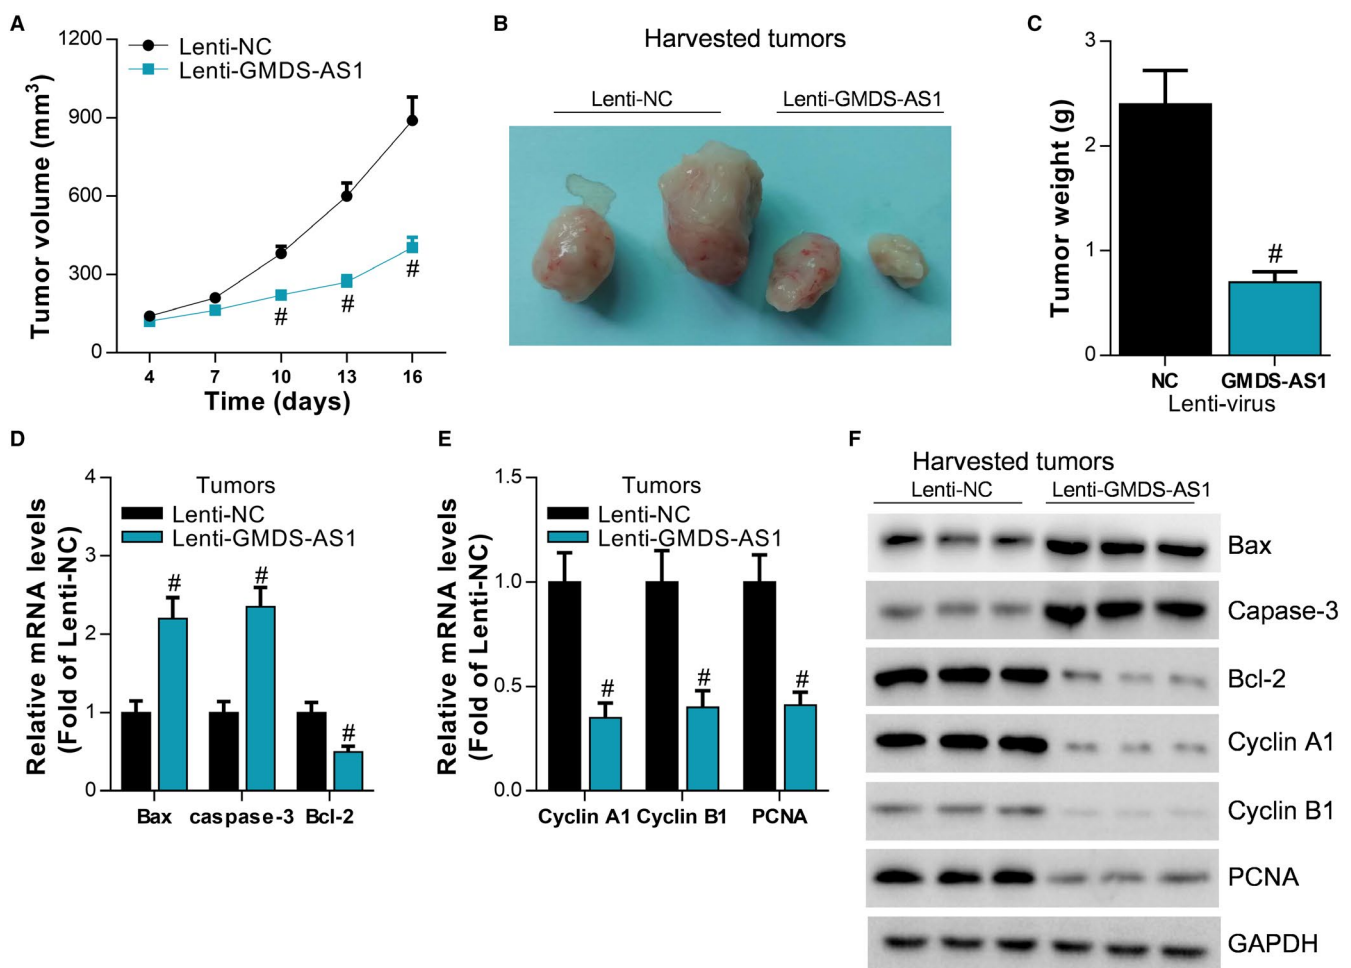 A
Tumor volume (mm³)
1200
900
600
300
0
Lenti-NC
Lenti-GMDS-AS1
#
#
#
4 7 10 13 16
Time (days)
B
Harvested tumors
Lenti-NC Lenti-GMDS-AS1
C
Tumor weight (g)
3
2
1
0
#
NC GMDS-AS1
Lenti-virus
D
Relative mRNA levels
(Fold of Lenti-NC)
4
3
2
1
0
Tumors
Lenti-NC
Lenti-GMDS-AS1
# # #
Bax caspase-3 Bcl-2
E
Relative mRNA levels
(Fold of Lenti-NC)
1.5
1.0
0.5
0.0
Tumors
Lenti-NC
Lenti-GMDS-AS1
# # #
Cyclin A1 Cyclin B1 PCNA
F
Harvested tumors
Lenti-NC Lenti-GMDS-AS1
Bax
Capase-3
Bcl-2
Cyclin A1
Cyclin B1
PCNA
GAPDH